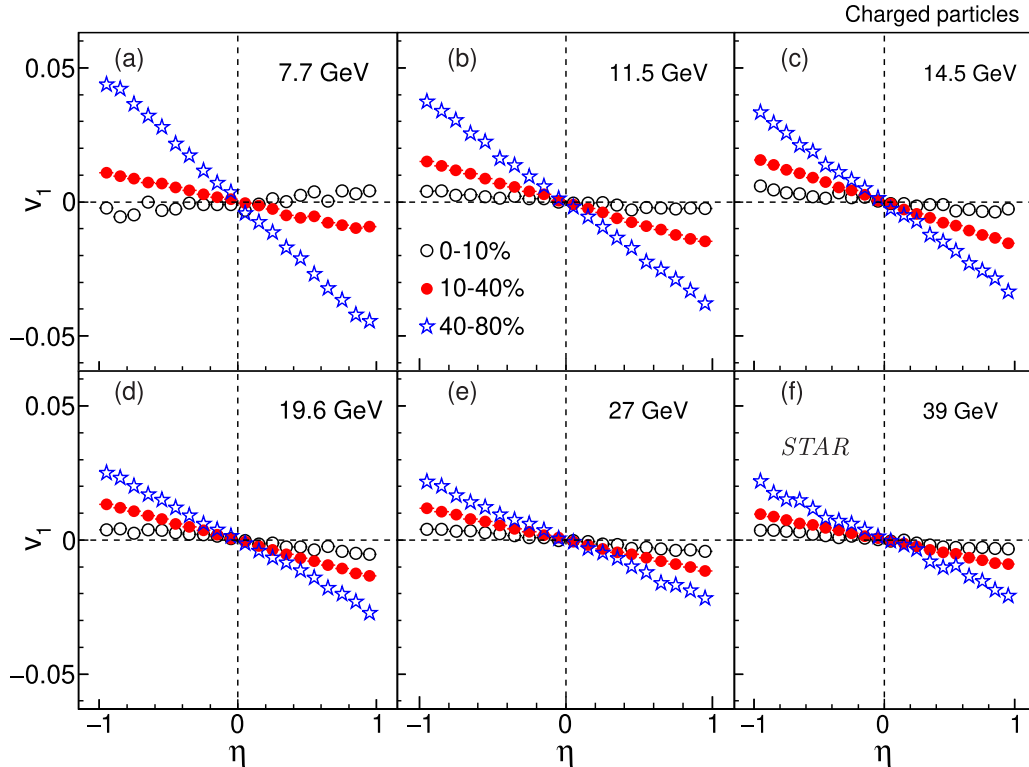 Charged particles
(a) 7.7 GeV
(b) 11.5 GeV
(c) 14.5 GeV
0.05
0
−0.05
v1
0-10%
10-40%
40-80%
(d) 19.6 GeV
(e) 27 GeV
(f) 39 GeV
STAR
0.05
0
−0.05
v1
−1 0 1
−1 0 1
−1 0 1
η
η
η